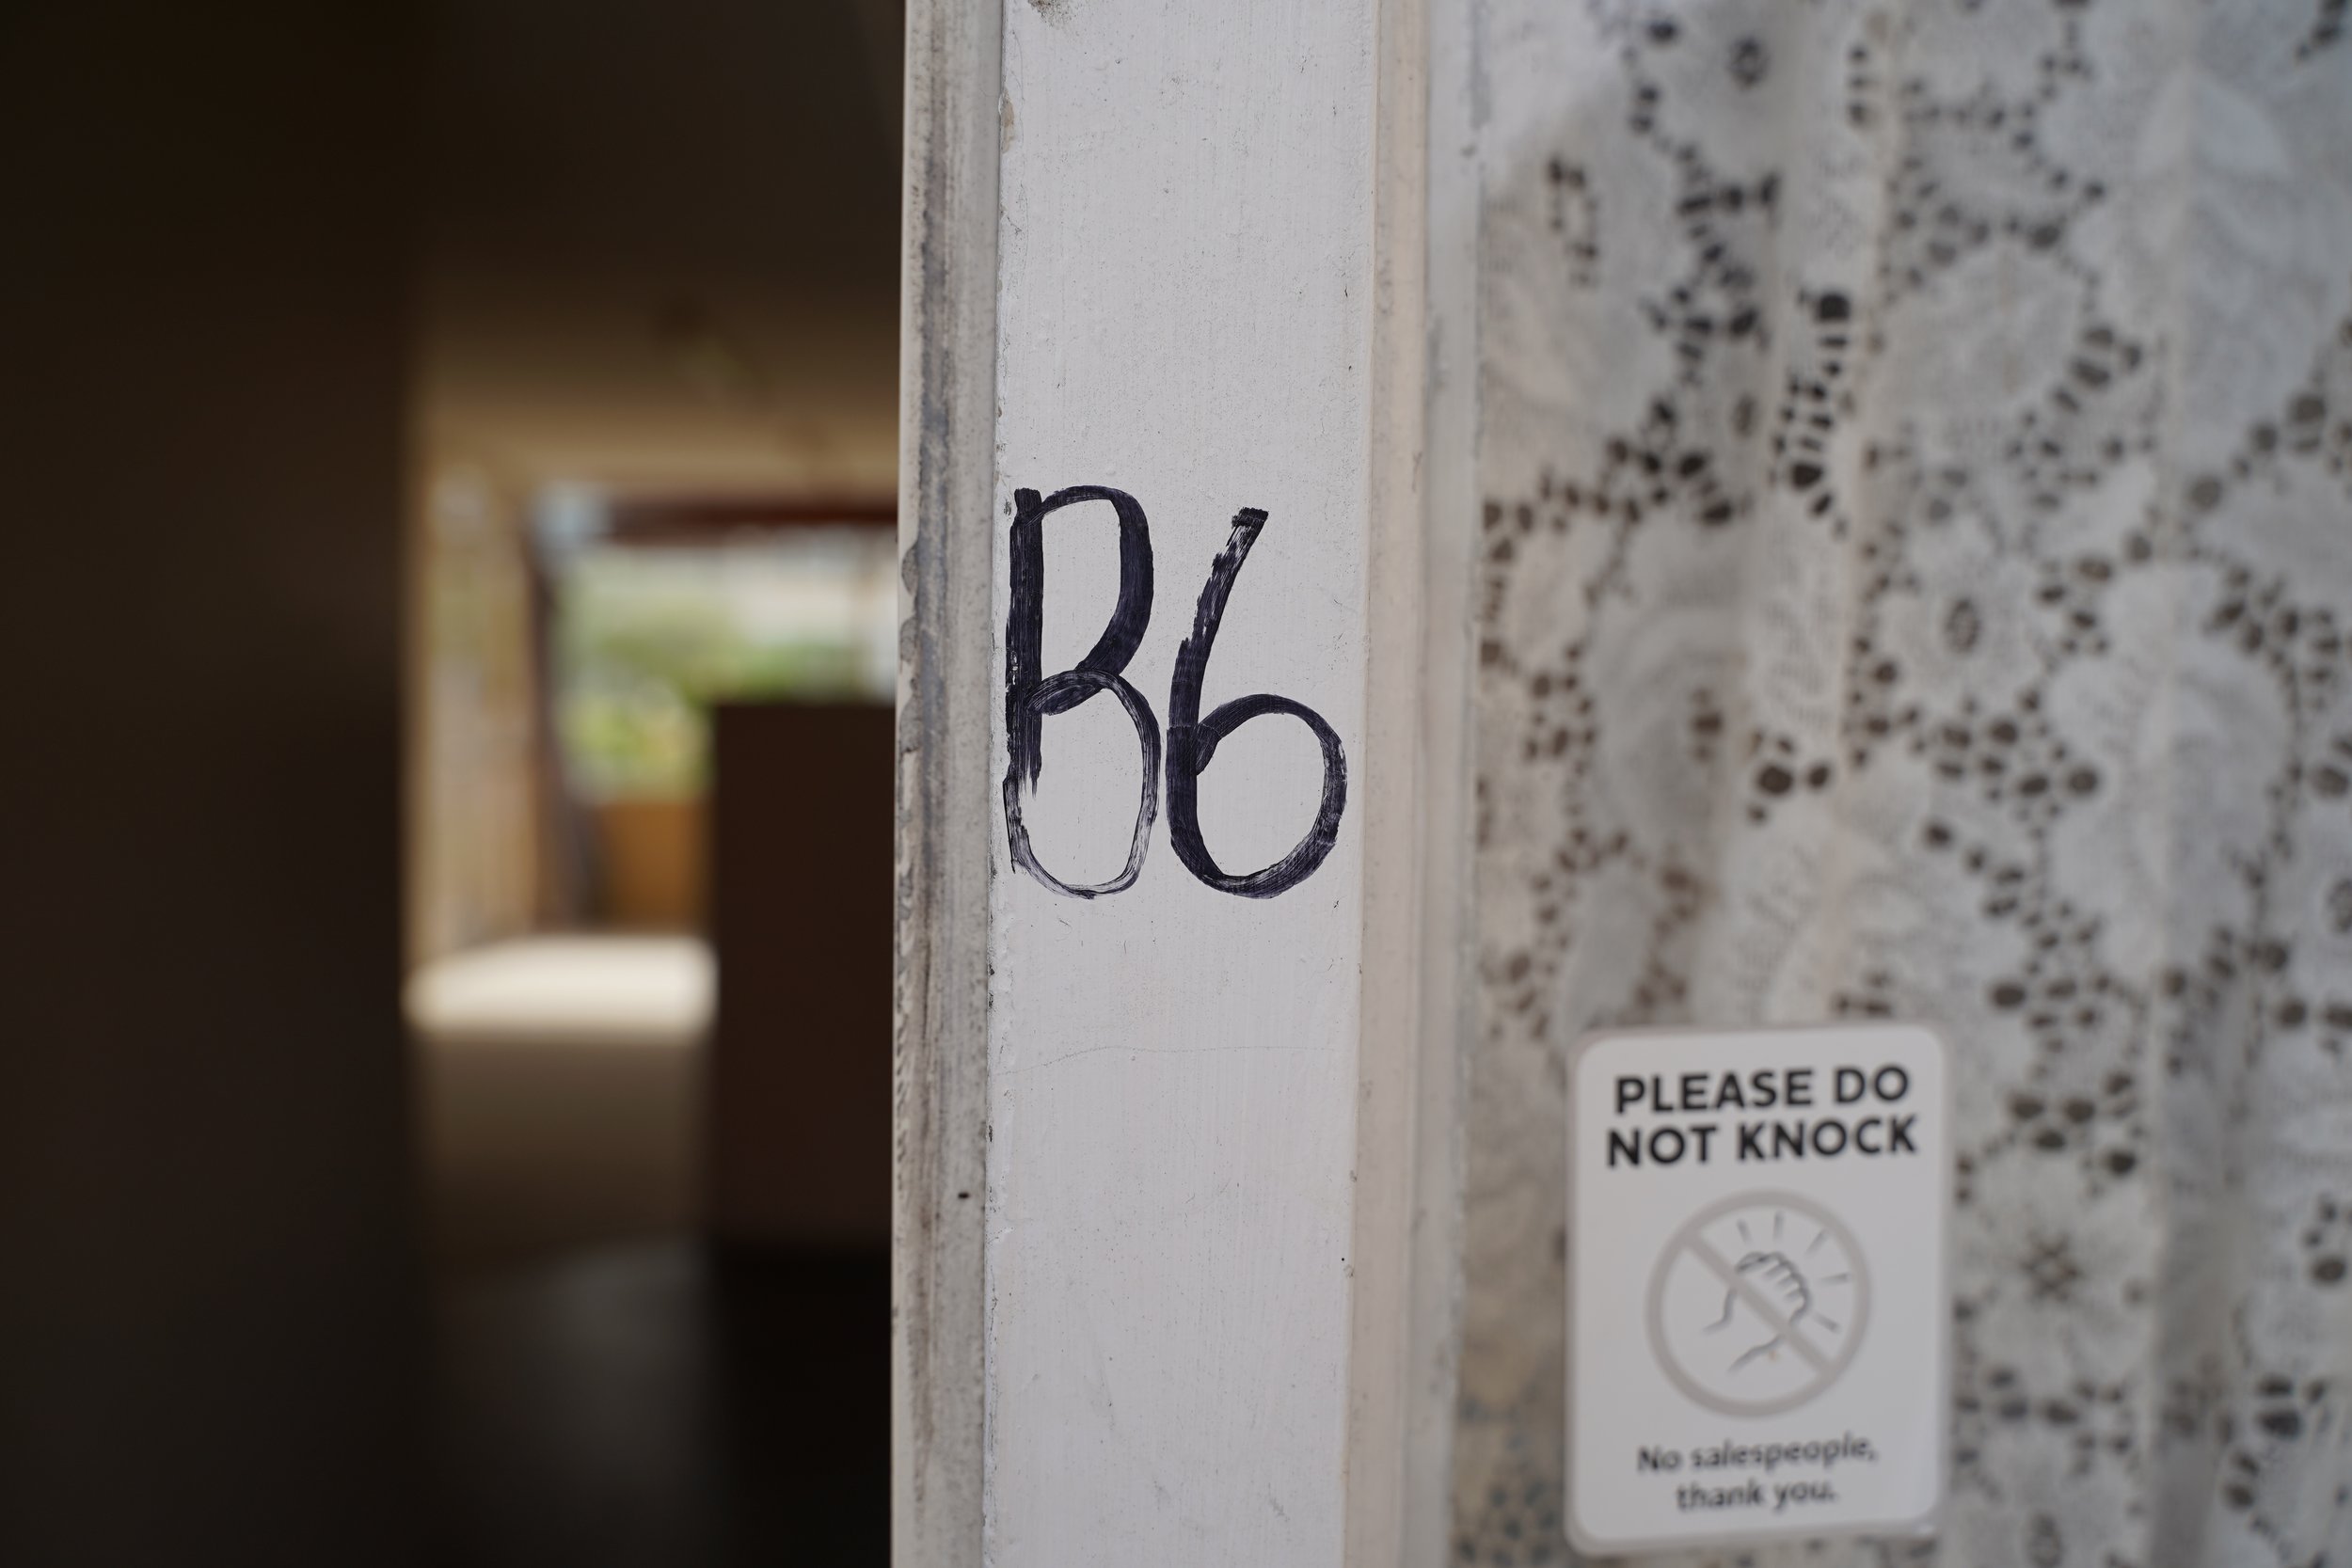 B6
PLEASE DO
NOT KNOCK
No salespeople,
thank you.